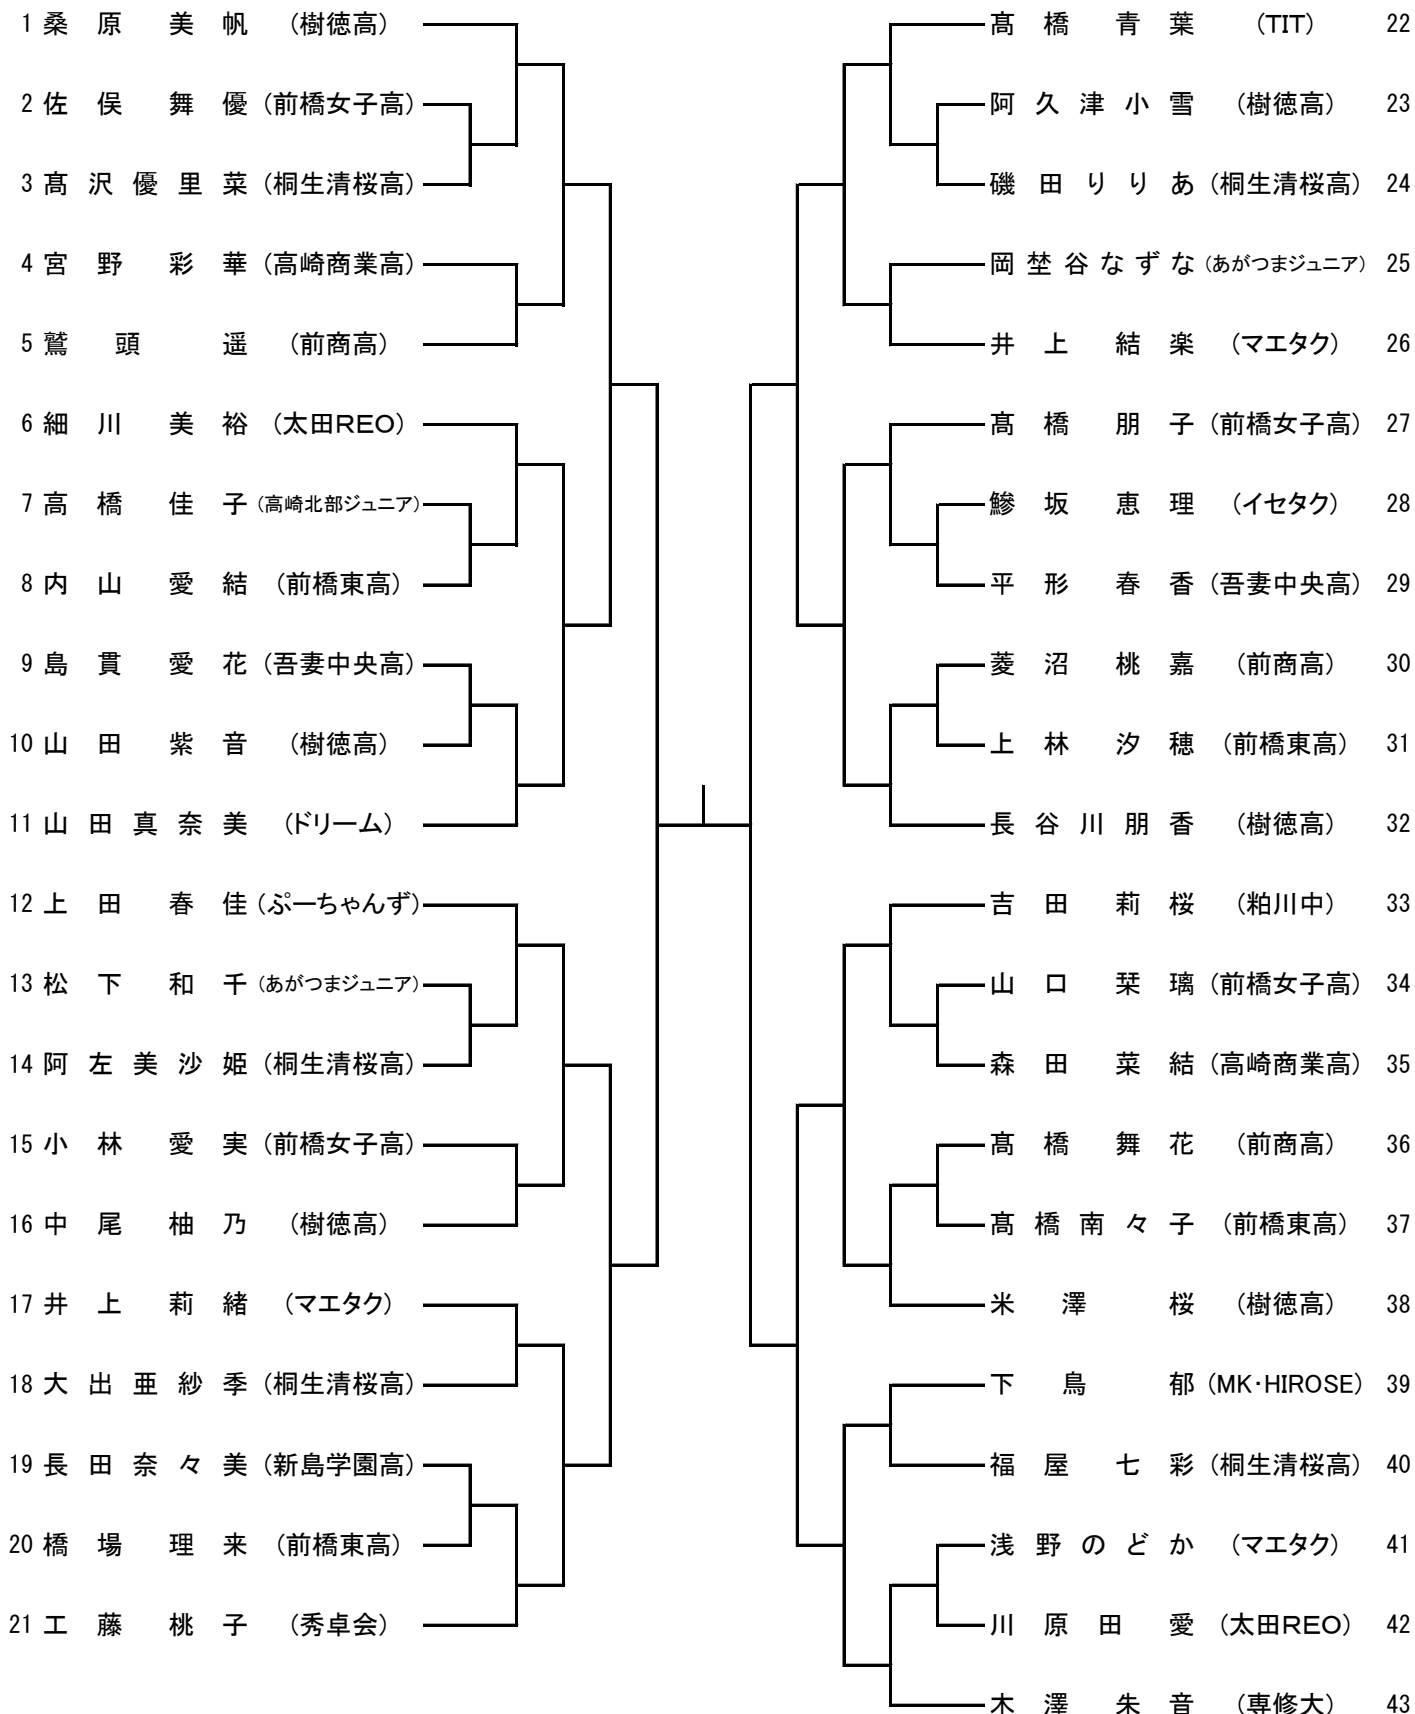 1 桑原美帆 (樹徳高)
2 佐俣舞優 (前橋女子高)
3 髙沢優里菜 (桐生清桜高)
4 宮野彩華 (高崎商業高)
5 鷲頭遥 (前商高)
6 細川美裕 (太田REO)
7 高橋佳子 (高崎北部ジュニア)
8 内山愛結 (前橋東高)
9 島貫愛花 (吾妻中央高)
10 山田紫音 (樹徳高)
11 山田真奈美 (ドリーム)
12 上田春佳 (ぷーちゃんず)
13 松下和千 (あがつまジュニア)
14 阿左美沙姫 (桐生清桜高)
15 小林愛実 (前橋女子高)
16 中尾柚乃 (樹徳高)
17 井上莉緒 (マエタク)
18 大出亜紗季 (桐生清桜高)
19 長田奈々美 (新島学園高)
20 橋場理来 (前橋東高)
21 工藤桃子 (秀卓会)
髙橋青葉 (TIT) 22
阿久津小雪 (樹徳高) 23
磯田りりあ (桐生清桜高) 24
岡埜谷なずな (あがつまジュニア) 25
井上結楽 (マエタク) 26
髙橋朋子 (前橋女子高) 27
鰺坂恵理 (イセタク) 28
平形春香 (吾妻中央高) 29
菱沼桃嘉 (前商高) 30
上林汐穂 (前橋東高) 31
長谷川朋香 (樹徳高) 32
吉田莉桜 (粕川中) 33
山口栞璃 (前橋女子高) 34
森田菜結 (高崎商業高) 35
髙橋舞花 (前商高) 36
髙橋南々子 (前橋東高) 37
米澤桜 (樹徳高) 38
下鳥郁 (MK・HIROSE) 39
福屋七彩 (桐生清桜高) 40
浅野のどか (マエタク) 41
川原田愛 (太田REO) 42
木澤朱音 (専修大) 43